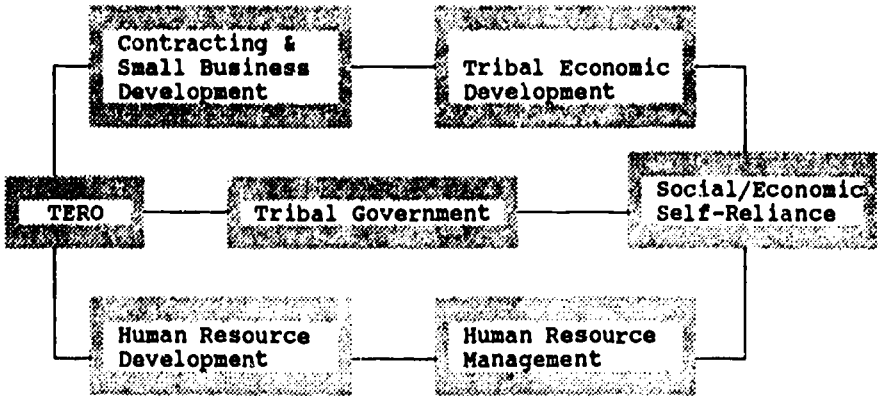 Contracting &
Small Business
Development
Tribal Economic
Development
TERO
Tribal Government
Social/Economic
Self-Reliance
Human Resource
Development
Human Resource
Management